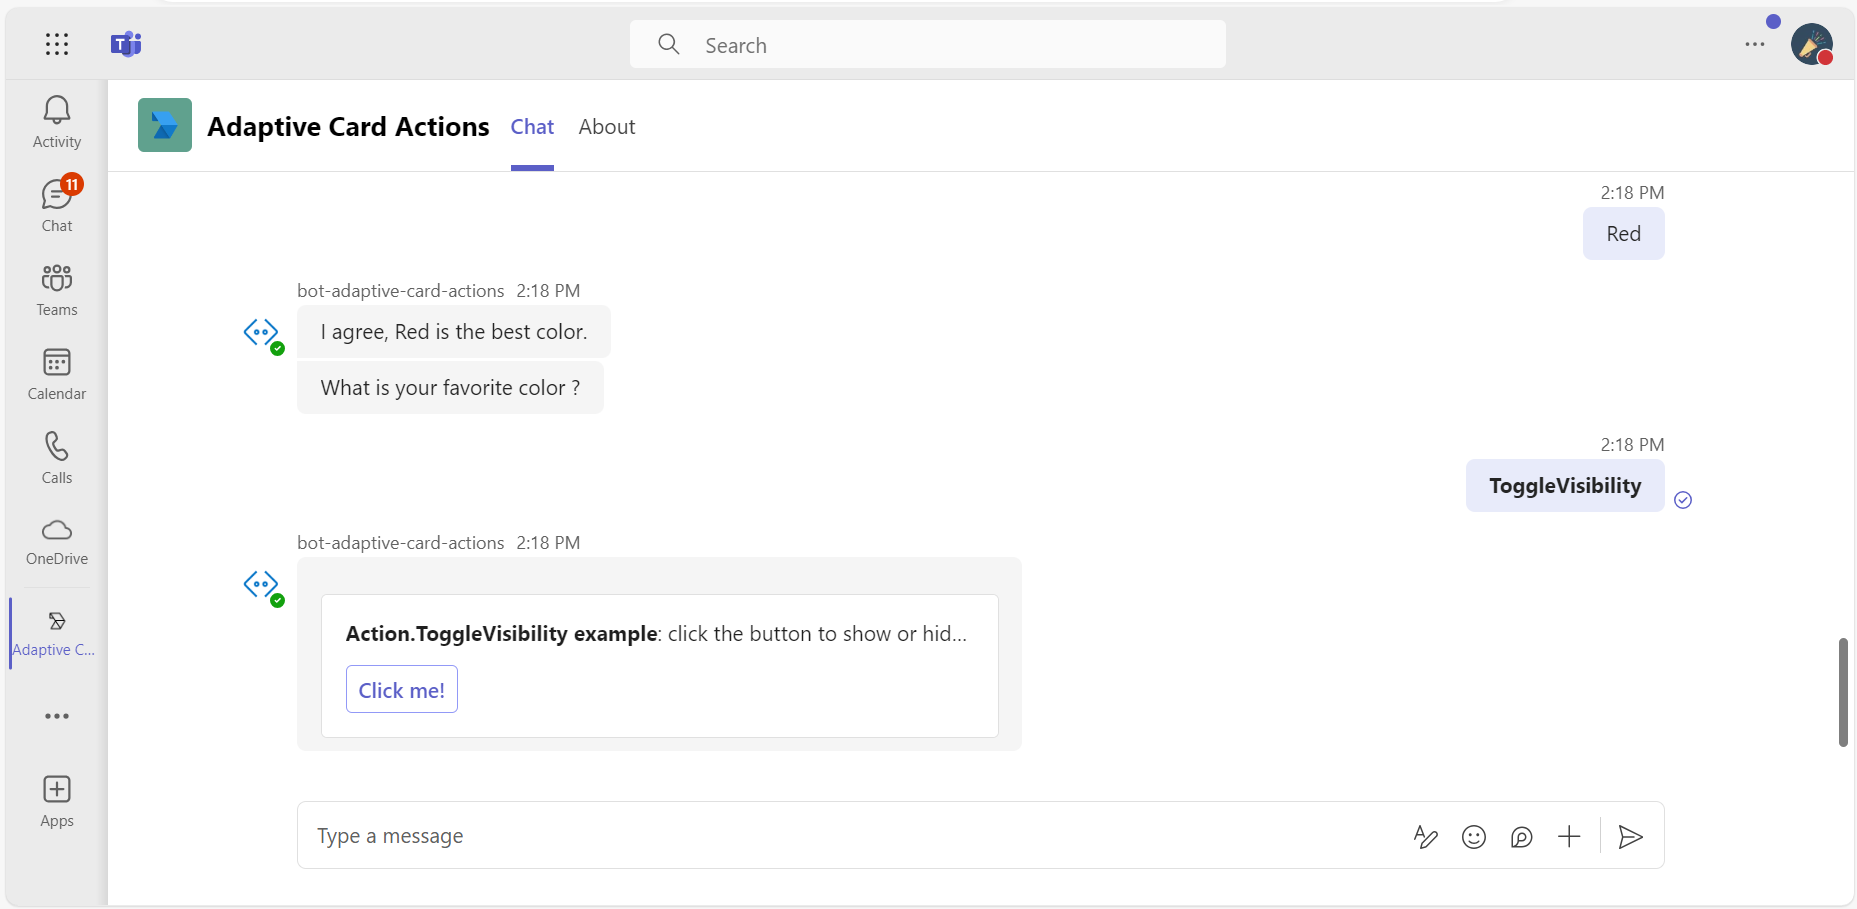 Search
Activity
11
Chat
Teams
Calendar
Calls
OneDrive
Adaptive C...
Apps
Adaptive Card Actions
Chat
About
2:18 PM
Red
bot-adaptive-card-actions 2:18 PM
I agree, Red is the best color.
What is your favorite color ?
2:18 PM
ToggleVisibility
bot-adaptive-card-actions 2:18 PM
Action.ToggleVisibility example: click the button to show or hid...
Click me!
Type a message